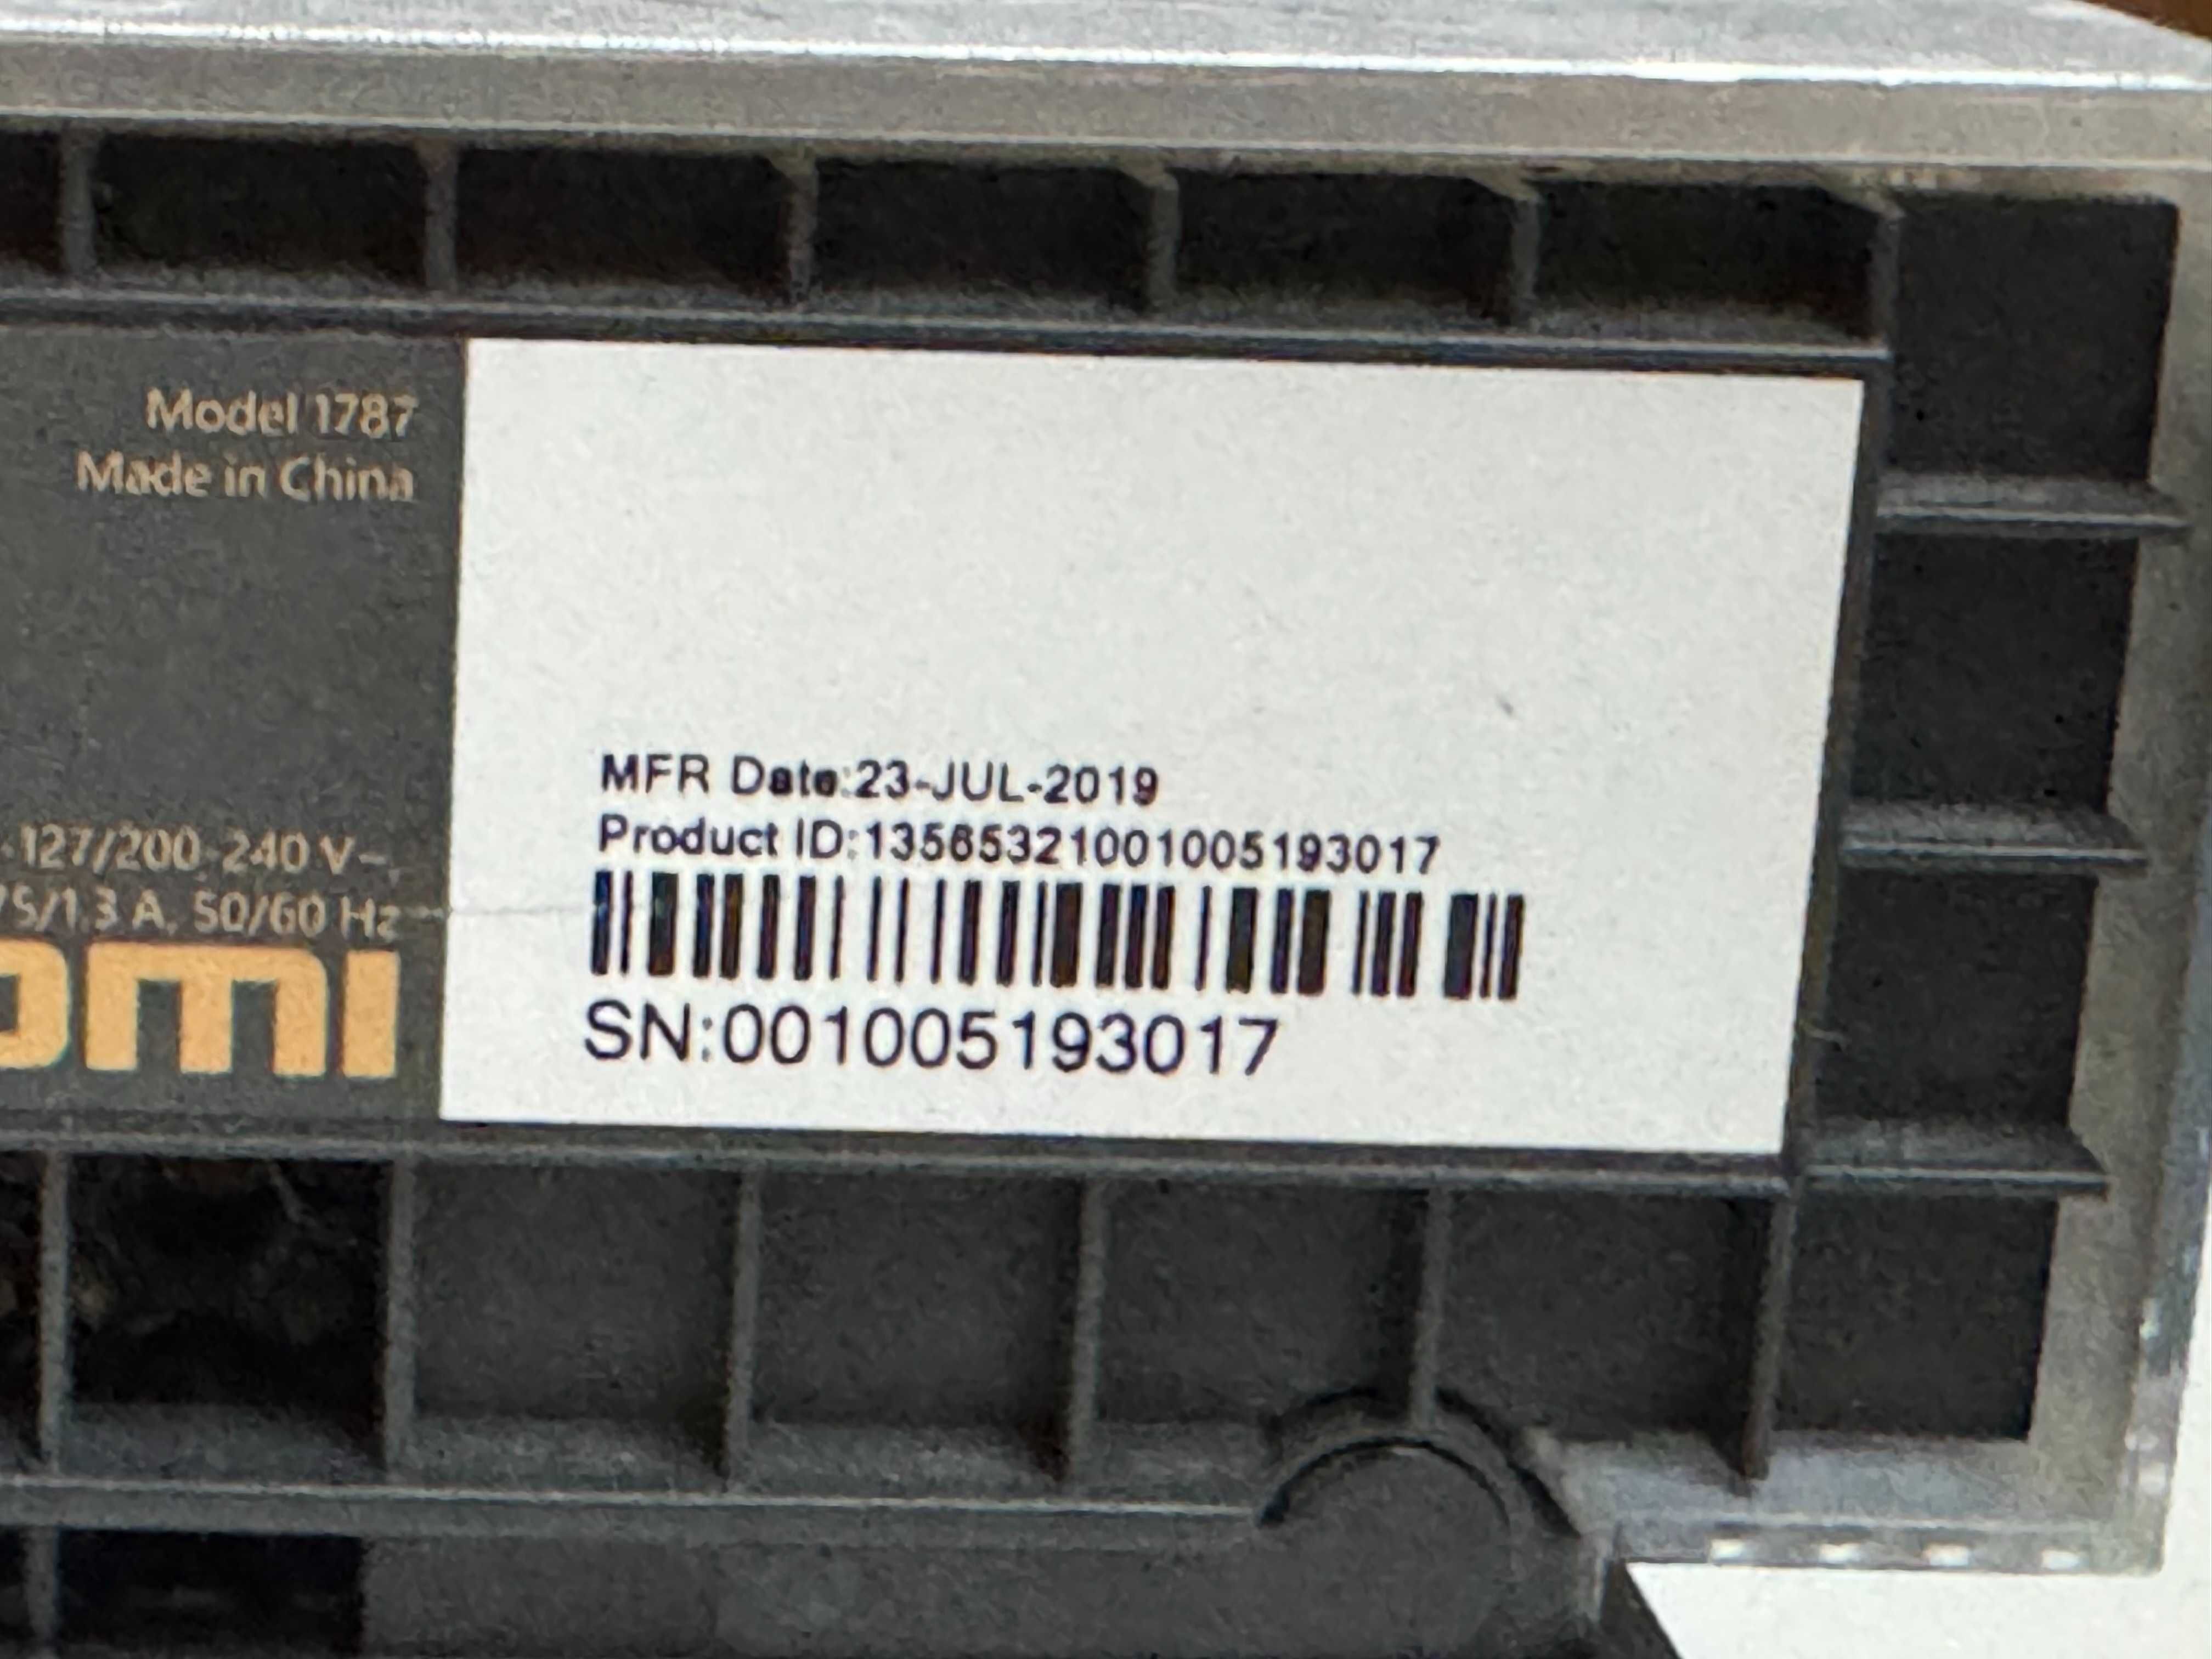 Model 1787
Made in China
127/200-240 V~,
75/1.3 A, 50/60 Hz
omi
MFR Date:23-JUL-2019
Product ID:13565321001005193017
SN:001005193017